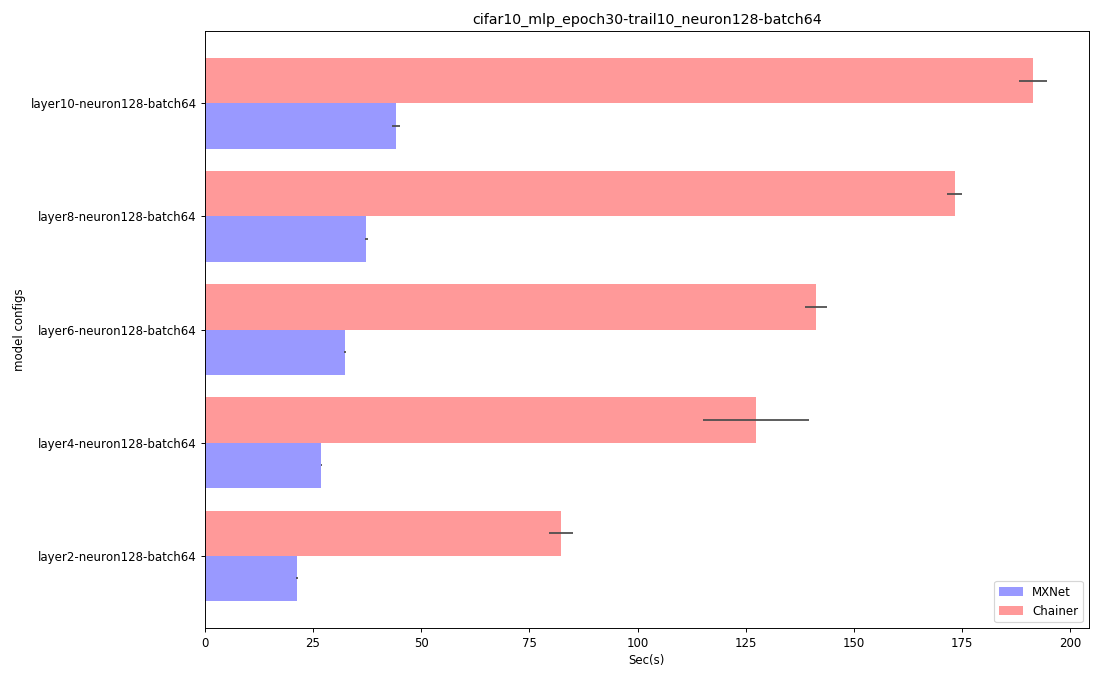 cifar10_mlp_epoch30-trail10_neuron128-batch64
model configs
layer10-neuron128-batch64
layer8-neuron128-batch64
layer6-neuron128-batch64
layer4-neuron128-batch64
layer2-neuron128-batch64
MXNet
Chainer
0 25 50 75 100 125 150 175 200
Sec(s)